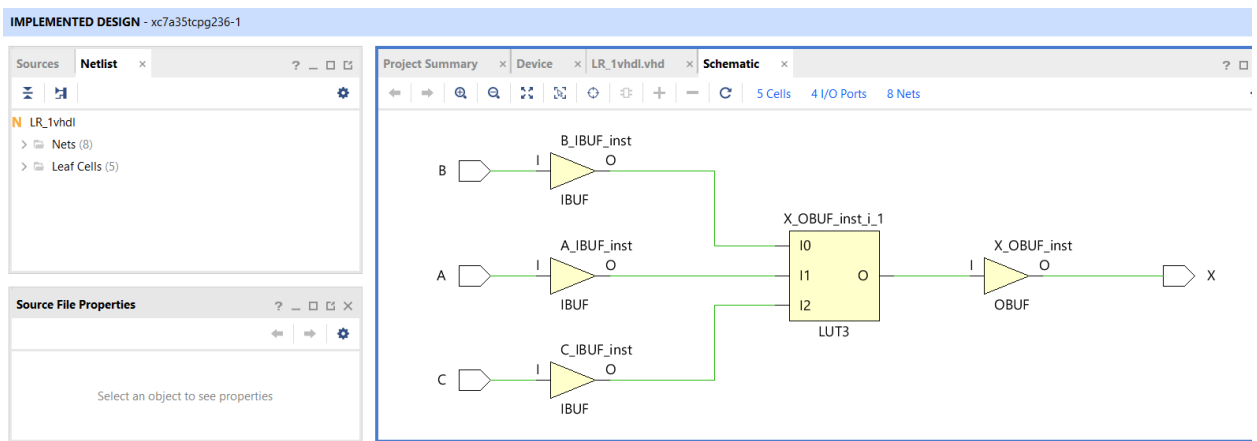 IMPLEMENTED DESIGN - xc7a35tcpg236-1
Sources Netlist × ? _
LR_1vhdl
Nets (8)
Leaf Cells (5)
Source File Properties ? _ ×
Select an object to see properties
Project Summary × Device × LR_1vhdl.vhd × Schematic × ?
5 Cells 4 I/O Ports 8 Nets
B_IBUF_inst
B I O
IBUF
X_OBUF_inst_i_1
A_IBUF_inst I0 X_OBUF_inst
A I O I1 O I O X
IBUF I2 OBUF
LUT3
C_IBUF_inst
C I O
IBUF